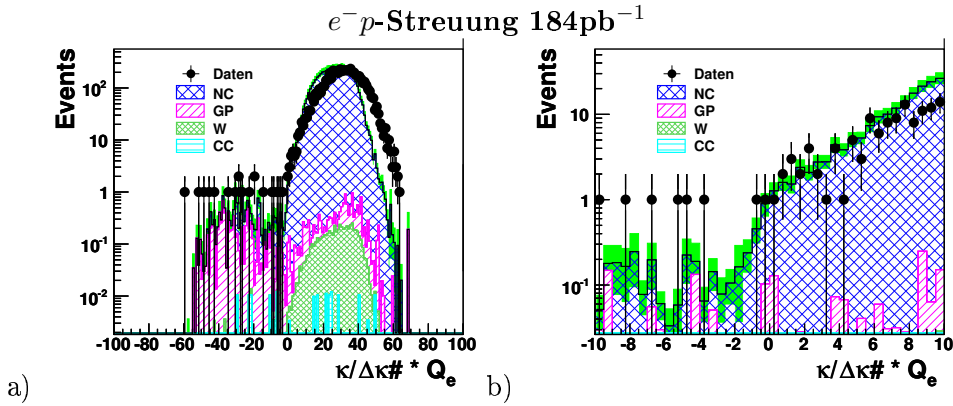 e⁻p-Streuung 184pb⁻¹
Events
10²
10
1
10⁻¹
10⁻²
Daten
NC
GP
W
CC
-100 -80 -60 -40 -20 0 20 40 60 80 100
κ/Δκ# * Qₑ
a)
Events
10
1
10⁻¹
Daten
NC
GP
W
CC
-10 -8 -6 -4 -2 0 2 4 6 8 10
κ/Δκ# * Qₑ
b)